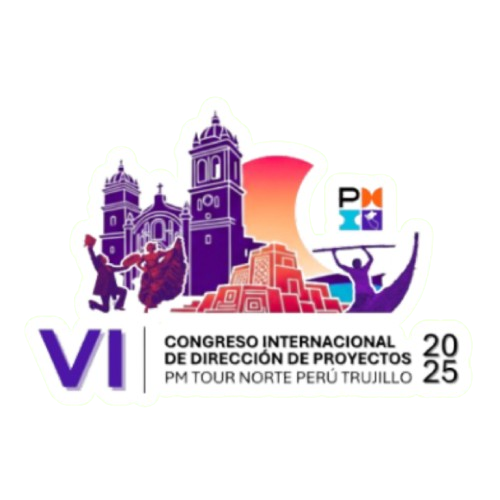 PM
VI
CONGRESO INTERNACIONAL
DE DIRECCIÓN DE PROYECTOS
PM TOUR NORTE PERÚ TRUJILLO
20
25